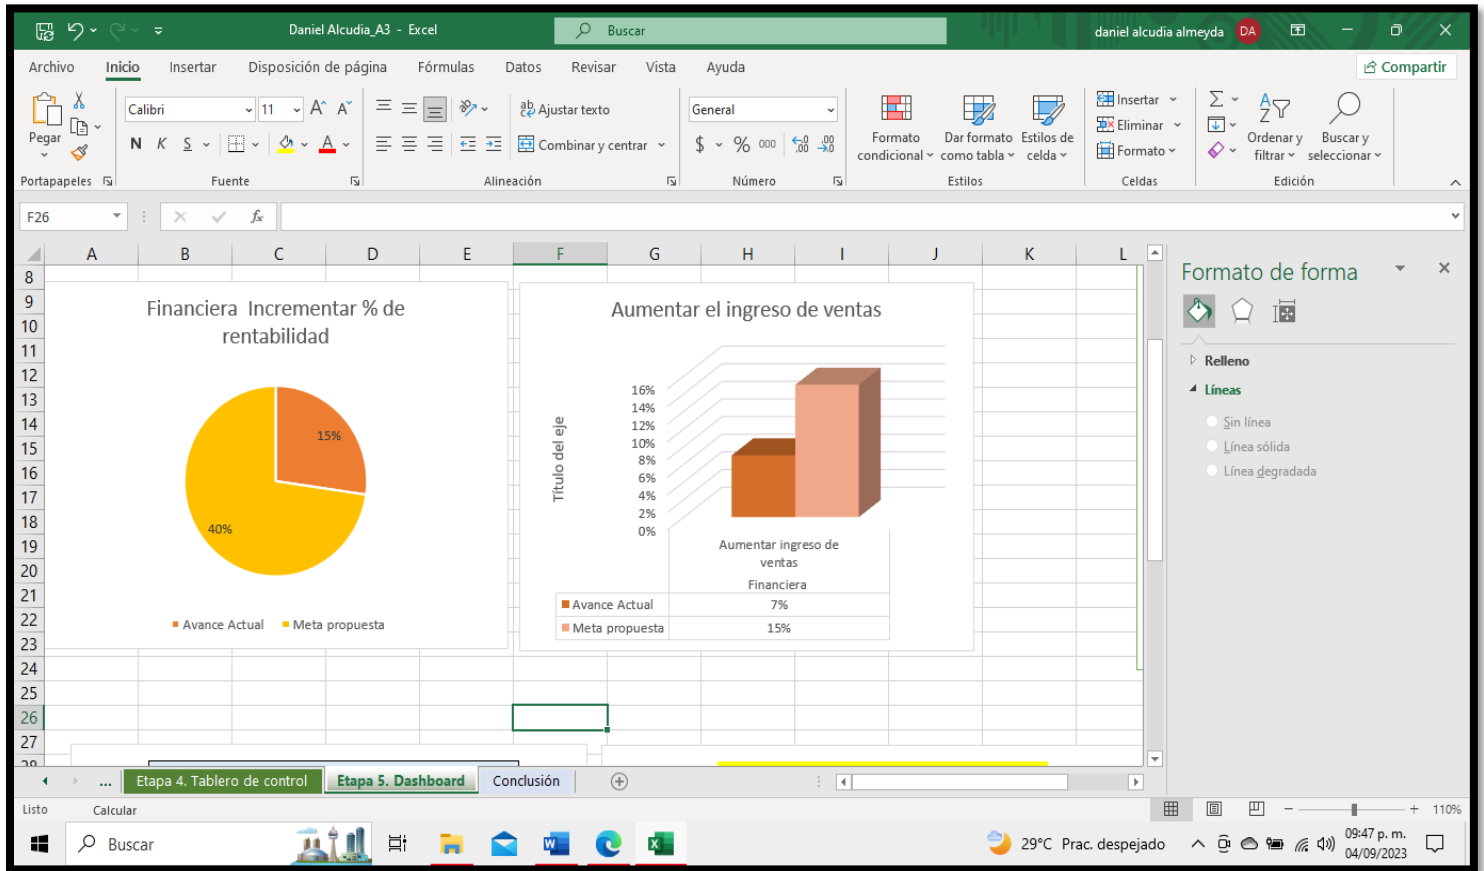 Daniel Alcudia_A3 - Excel
Buscar
daniel alcudia almeyda DA
Archivo Inicio Insertar Disposición de página Fórmulas Datos Revisar Vista Ayuda
Compartir
Pegar
Calibri 11
N K S
Ajustar texto
Combinar y centrar
General
$ % 000
Formato condicional
Dar formato como tabla
Estilos de celda
Insertar
Eliminar
Formato
Ordenar y filtrar
Buscar y seleccionar
Portapapeles Fuente Alineación Número Estilos Celdas Edición
F26 fx
A B C D E F G H I J K L
8
9
10
11
12
13
14
15
16
17
18
19
20
21
22
23
24
25
26
27
28
Financiera Incrementar % de
rentabilidad
15%
40%
Avance Actual Meta propuesta
Aumentar el ingreso de ventas
Título del eje
16%
14%
12%
10%
8%
6%
4%
2%
0%
Aumentar ingreso de
ventas
Financiera
Avance Actual 7%
Meta propuesta 15%
Formato de forma
Relleno
Líneas
Sin línea
Línea sólida
Línea degradada
... Etapa 4. Tablero de control Etapa 5. Dashboard Conclusión
Listo Calcular
110%
Buscar
29°C Prac. despejado
09:47 p. m.
04/09/2023